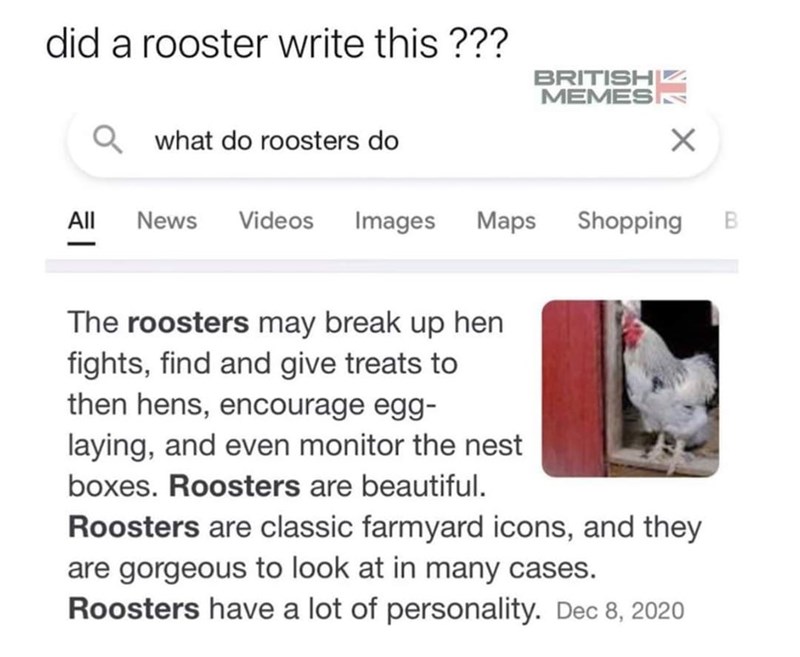 did a rooster write this ???
BRITISH
MEMES
what do roosters do
All News Videos Images Maps Shopping B
The roosters may break up hen
fights, find and give treats to
then hens, encourage egg-
laying, and even monitor the nest
boxes. Roosters are beautiful.
Roosters are classic farmyard icons, and they
are gorgeous to look at in many cases.
Roosters have a lot of personality. Dec 8, 2020